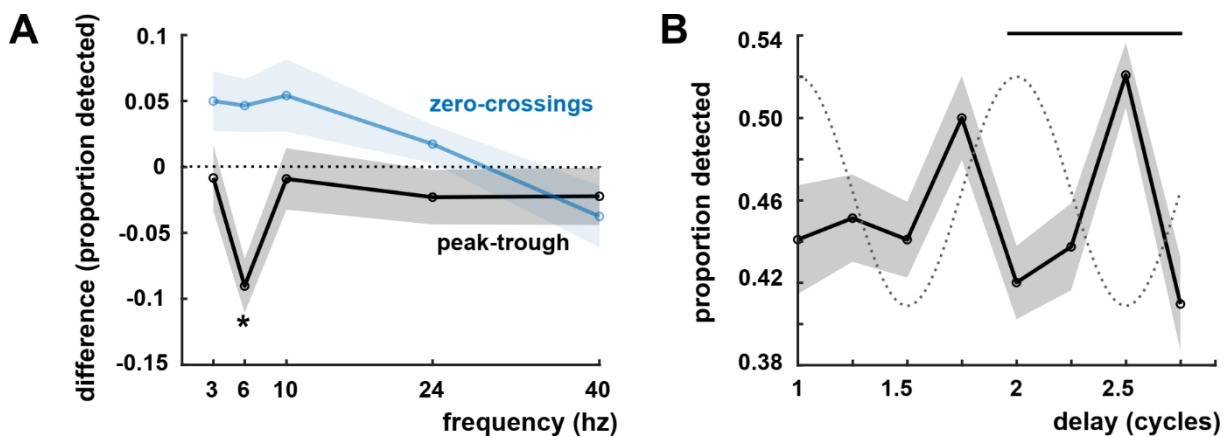 A
difference (proportion detected)
0.1
0.05
0
-0.05
-0.1
-0.15
zero-crossings
peak-trough
*
3 6 10 24 40
frequency (hz)
B
proportion detected
0.54
0.50
0.46
0.42
0.38
1 1.5 2 2.5
delay (cycles)